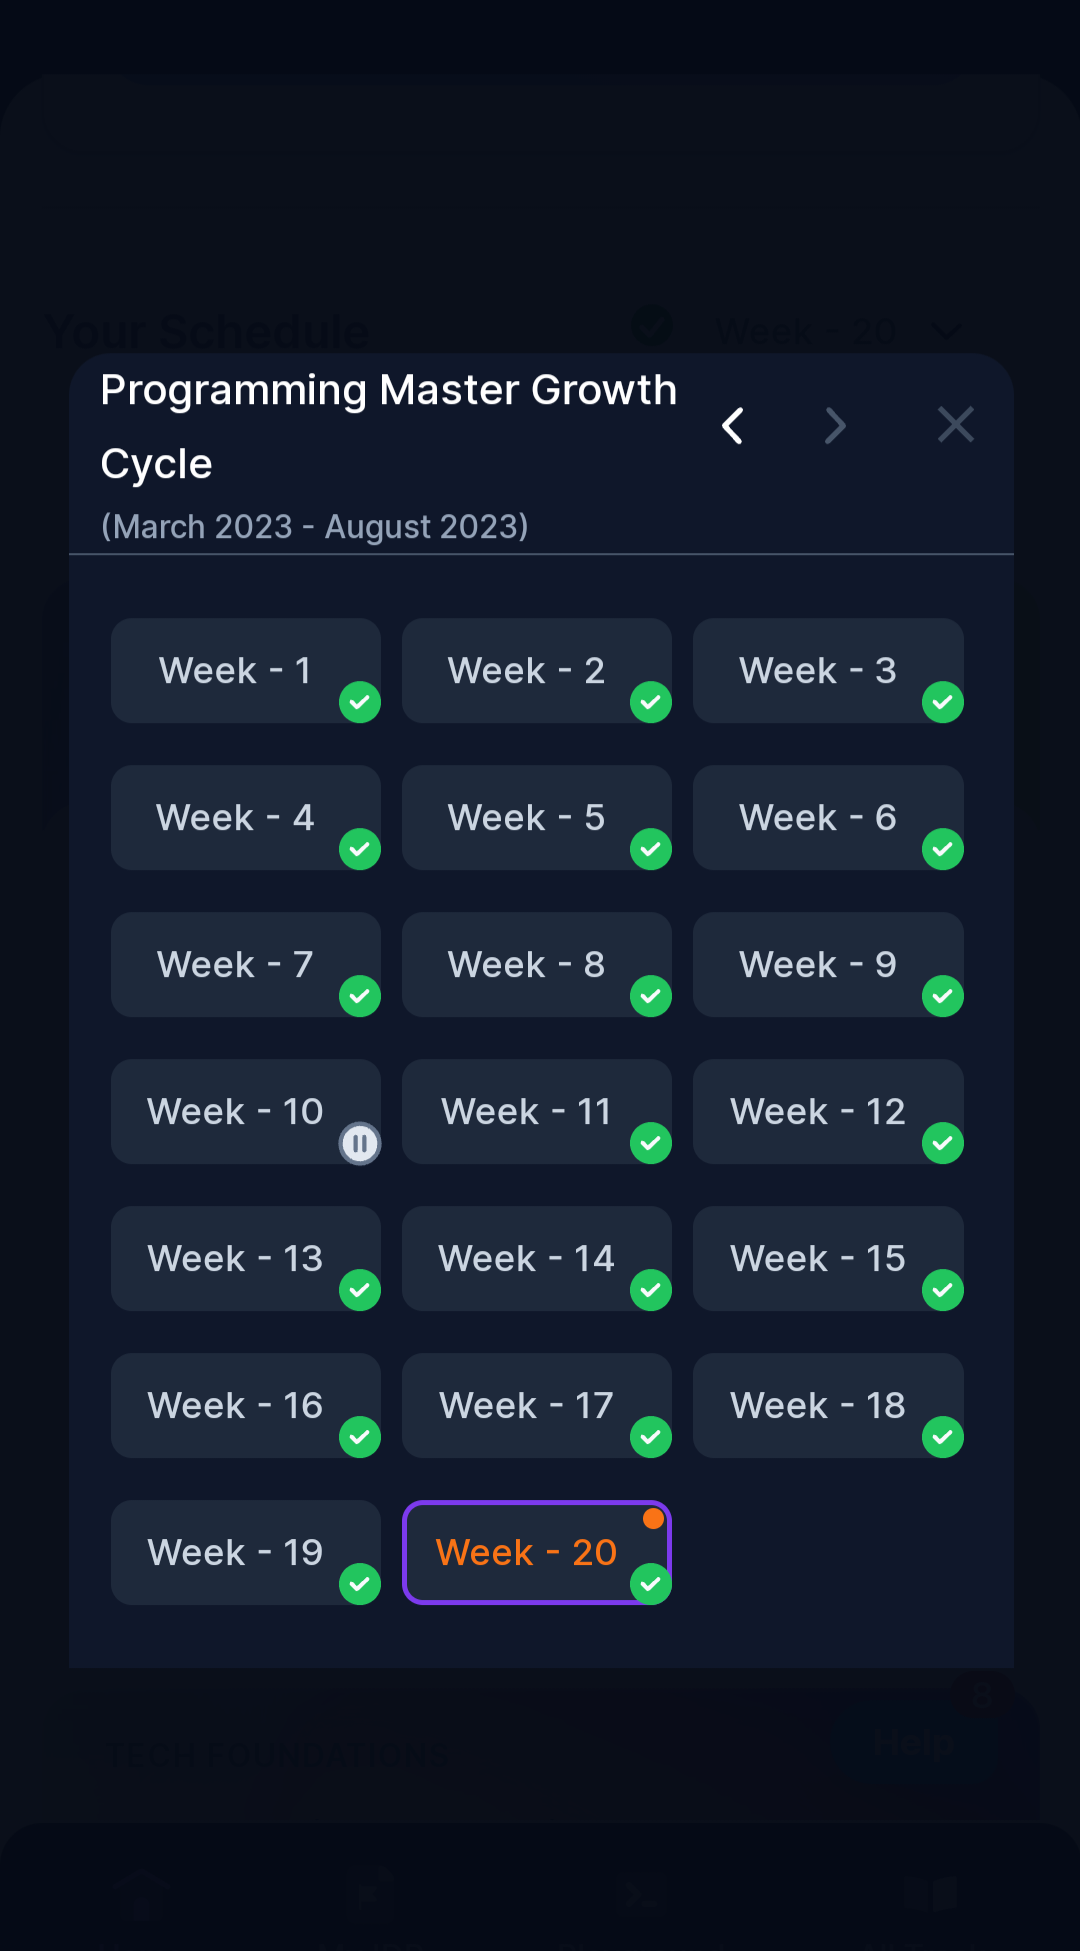 Your Schedule
Week - 20
Programming Master Growth
Cycle
(March 2023 - August 2023)
Week - 1
Week - 2
Week - 3
Week - 4
Week - 5
Week - 6
Week - 7
Week - 8
Week - 9
Week - 10
Week - 11
Week - 12
Week - 13
Week - 14
Week - 15
Week - 16
Week - 17
Week - 18
Week - 19
Week - 20
8
Help
TECH FOUNDATIONS